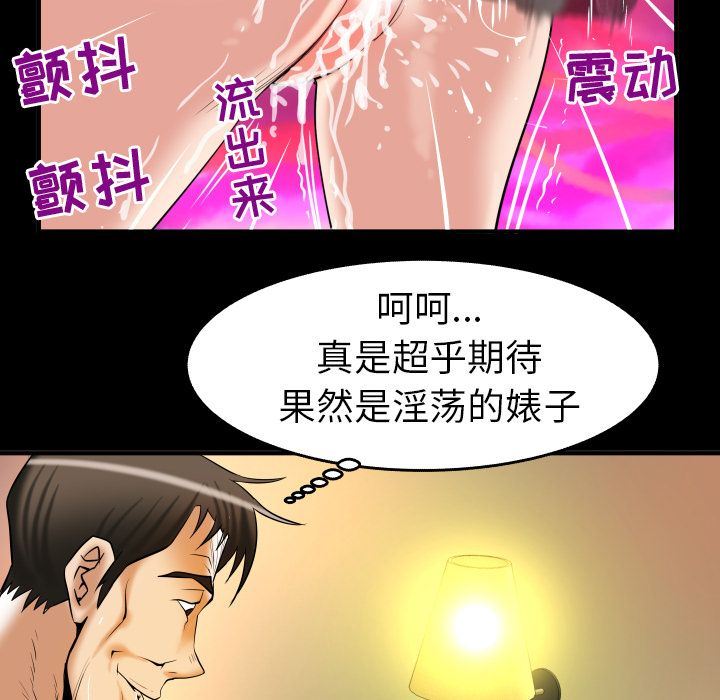 颤抖
流出来
震动
颤抖
呵呵...
真是超乎期待
果然是淫荡的婊子